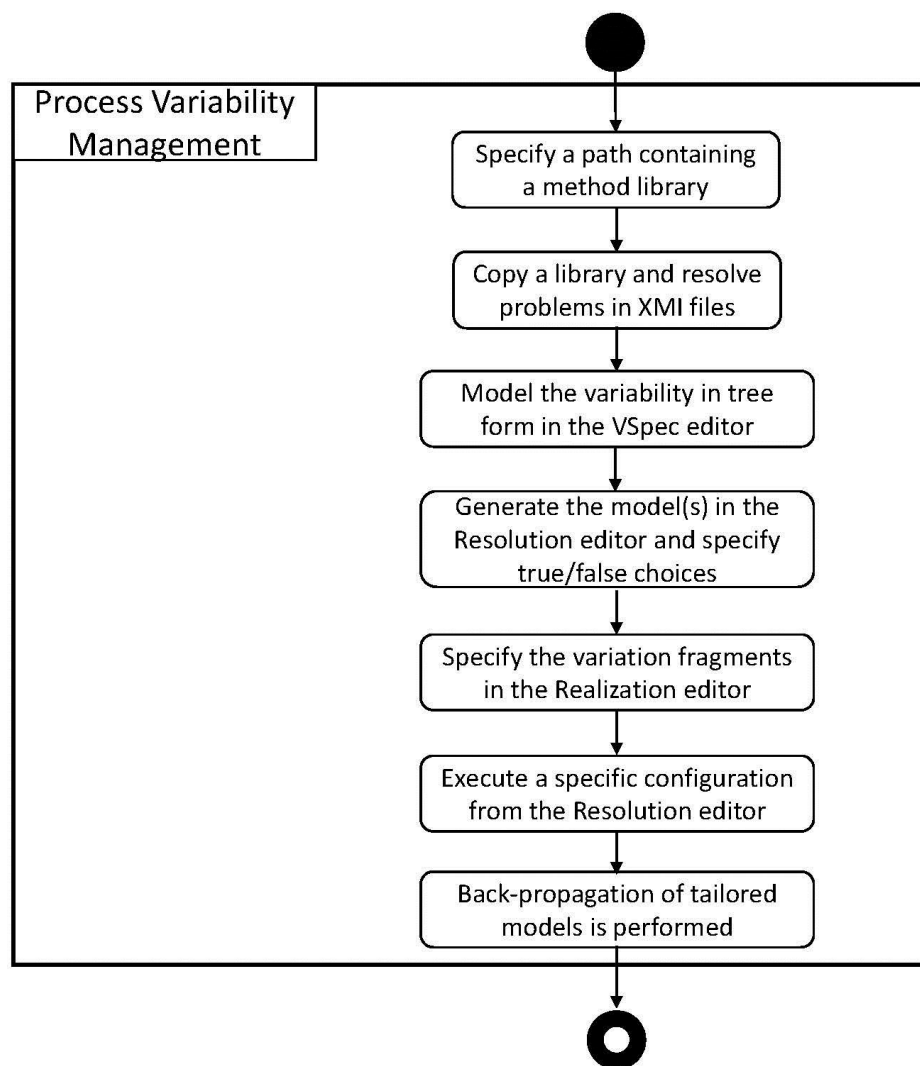 Process Variability
Management
Specify a path containing
a method library
Copy a library and resolve
problems in XMI files
Model the variability in tree
form in the VSpec editor
Generate the model(s) in the
Resolution editor and specify
true/false choices
Specify the variation fragments
in the Realization editor
Execute a specific configuration
from the Resolution editor
Back-propagation of tailored
models is performed